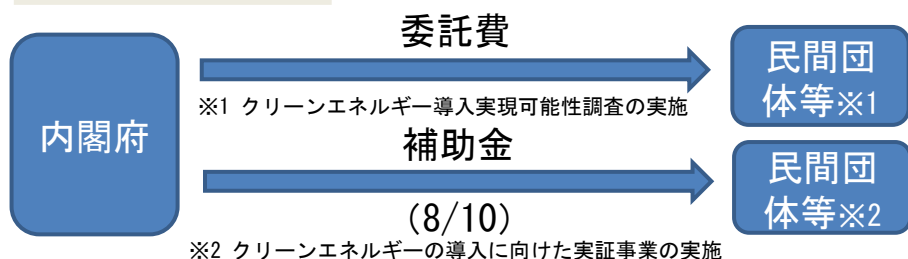 内閣府
委託費
※1 クリーンエネルギー導入実現可能性調査の実施
民間団
体等※1
補助金
(8/10)
※2 クリーンエネルギーの導入に向けた実証事業の実施
民間団
体等※2